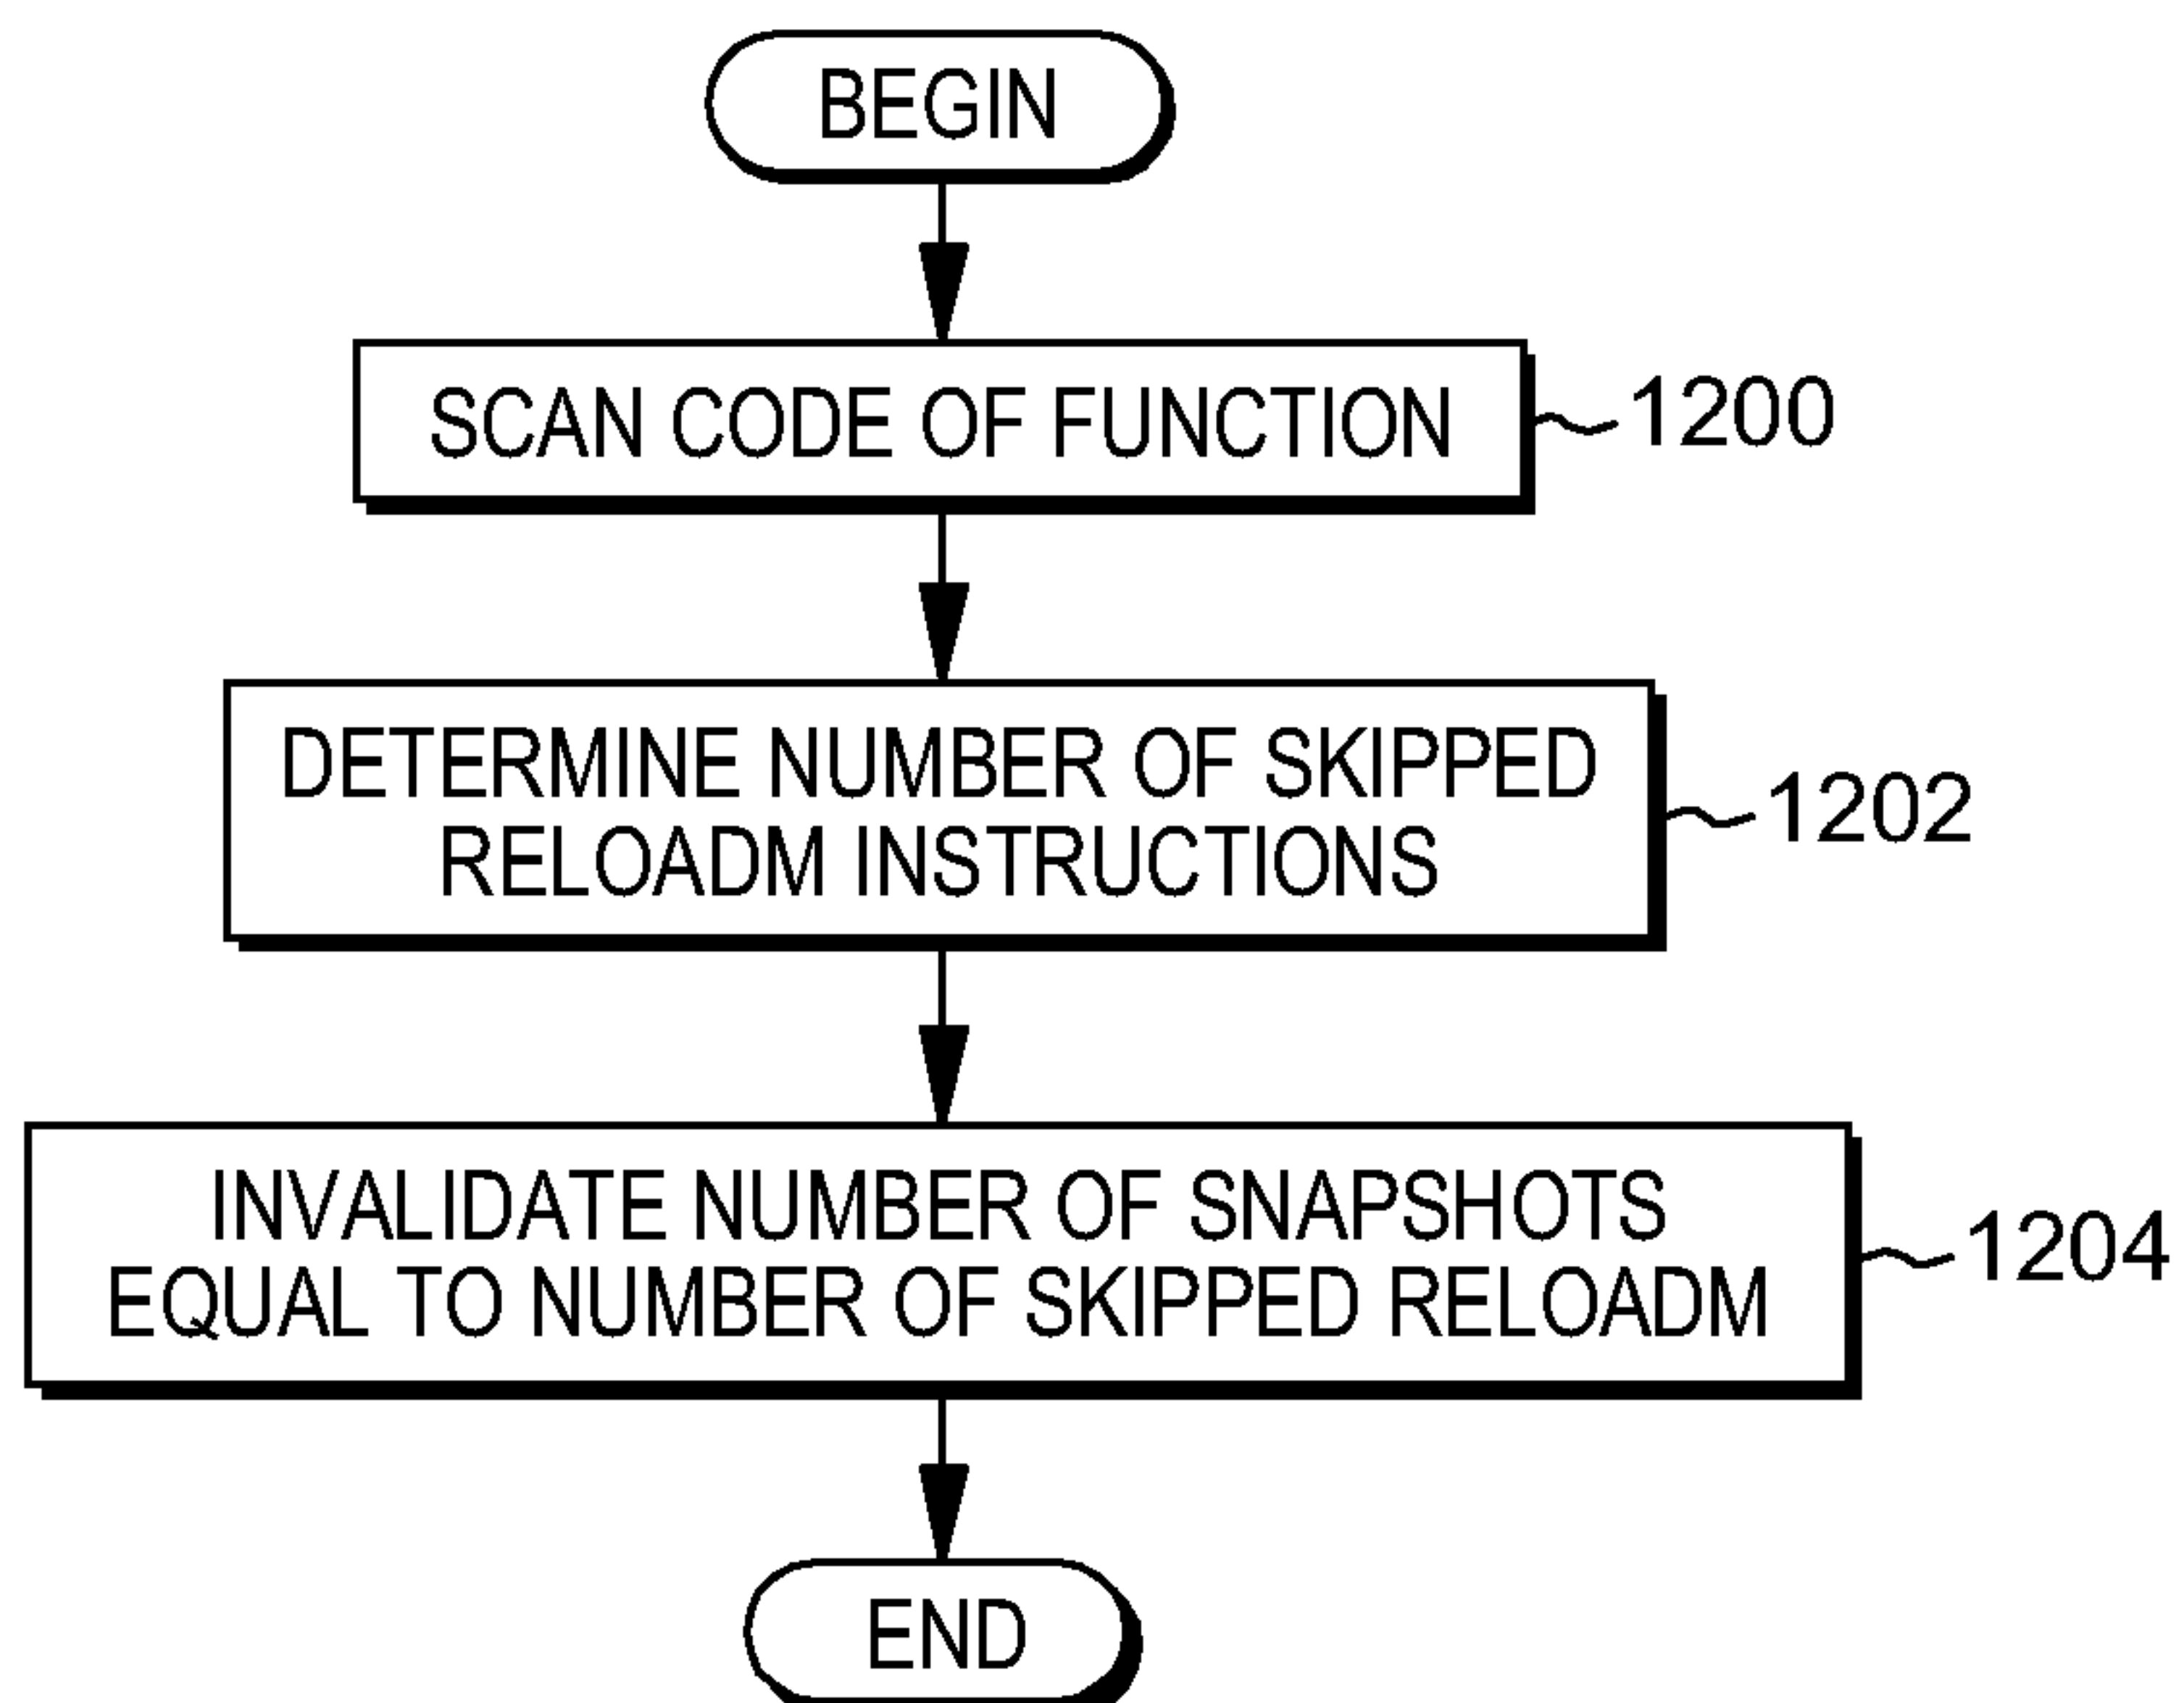 BEGIN
SCAN CODE OF FUNCTION
1200
DETERMINE NUMBER OF SKIPPED
RELOADM INSTRUCTIONS
1202
INVALIDATE NUMBER OF SNAPSHOTS
EQUAL TO NUMBER OF SKIPPED RELOADM
1204
END